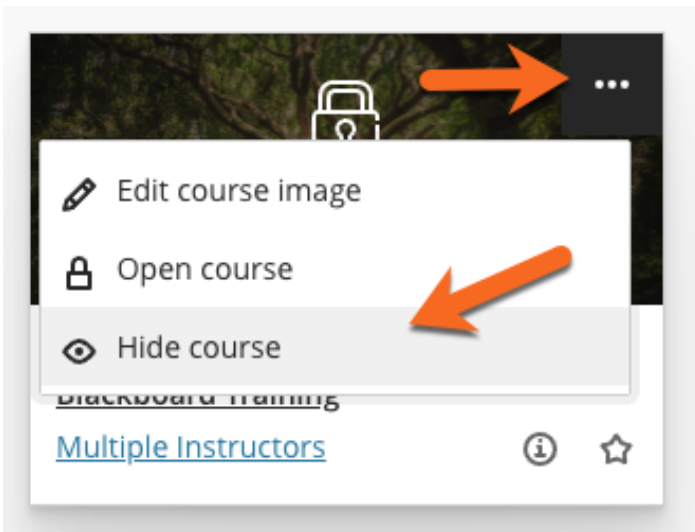 Edit course image
Open course
Hide course
Blackboard Training
Multiple Instructors